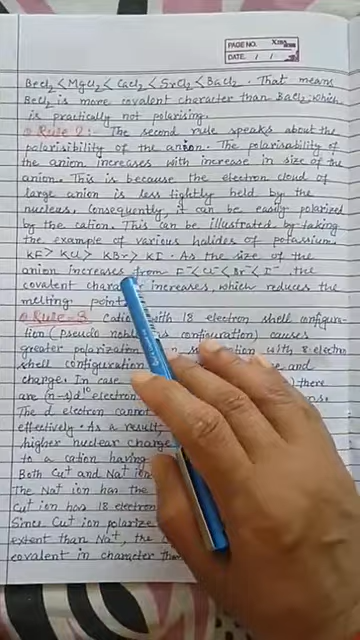 PAGE NO.
DATE. / /
BeCl2 < MgCl2 < CaCl2 < SrCl2 < BaCl2. That means
BeCl2 is more covalent character than BaCl2, which
is practically not polarising.
Rule 2:- The second rule speaks about the
polarisibility of the anion. The polarisability of
the anion increases with increase in size of the
anion. This is because the electron cloud of
large anion is less tightly held by the
nucleus, Consequently, it can be easily polarized
by the cation. This can be illustrated by taking
the example of various halides of potassium.
KF > KCl > KBr > KI. As the size of the
anion increases from F⁻ < Cl⁻ < Br⁻ < I⁻, the
covalent character increases, which reduces the
melting point
Rule-3 with 18 electron shell configura-
tion (pseudo configuration) causes
greater with 8 electron
shell and
charge. In case there
are (n-1)d¹⁰
The d electron
effectively. As a result,
higher nuclear charge
to a cation having
Both Cu⁺ and Na⁺
The Na⁺ ion has the
Cu⁺ ion has 18 electron
Since Cu⁺ ion polarize
extent than Na⁺, the
covalent in character